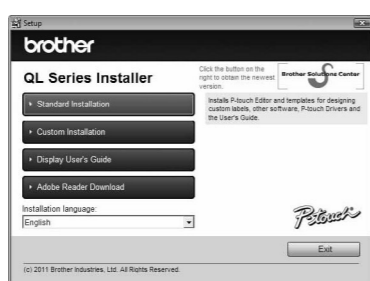 Setup
brother
QL Series Installer
Click the button on the
right to obtain the newest
version.
Brother Solutions Center
Standard Installation
Installs P-touch Editor and templates for designing
custom labels, other software, P-touch Drivers and
the User's Guide.
Custom Installation
Display User's Guide
Adobe Reader Download
Installation language:
English
P-touch
Exit
(c) 2011 Brother Industries, Ltd. All Rights Reserved.